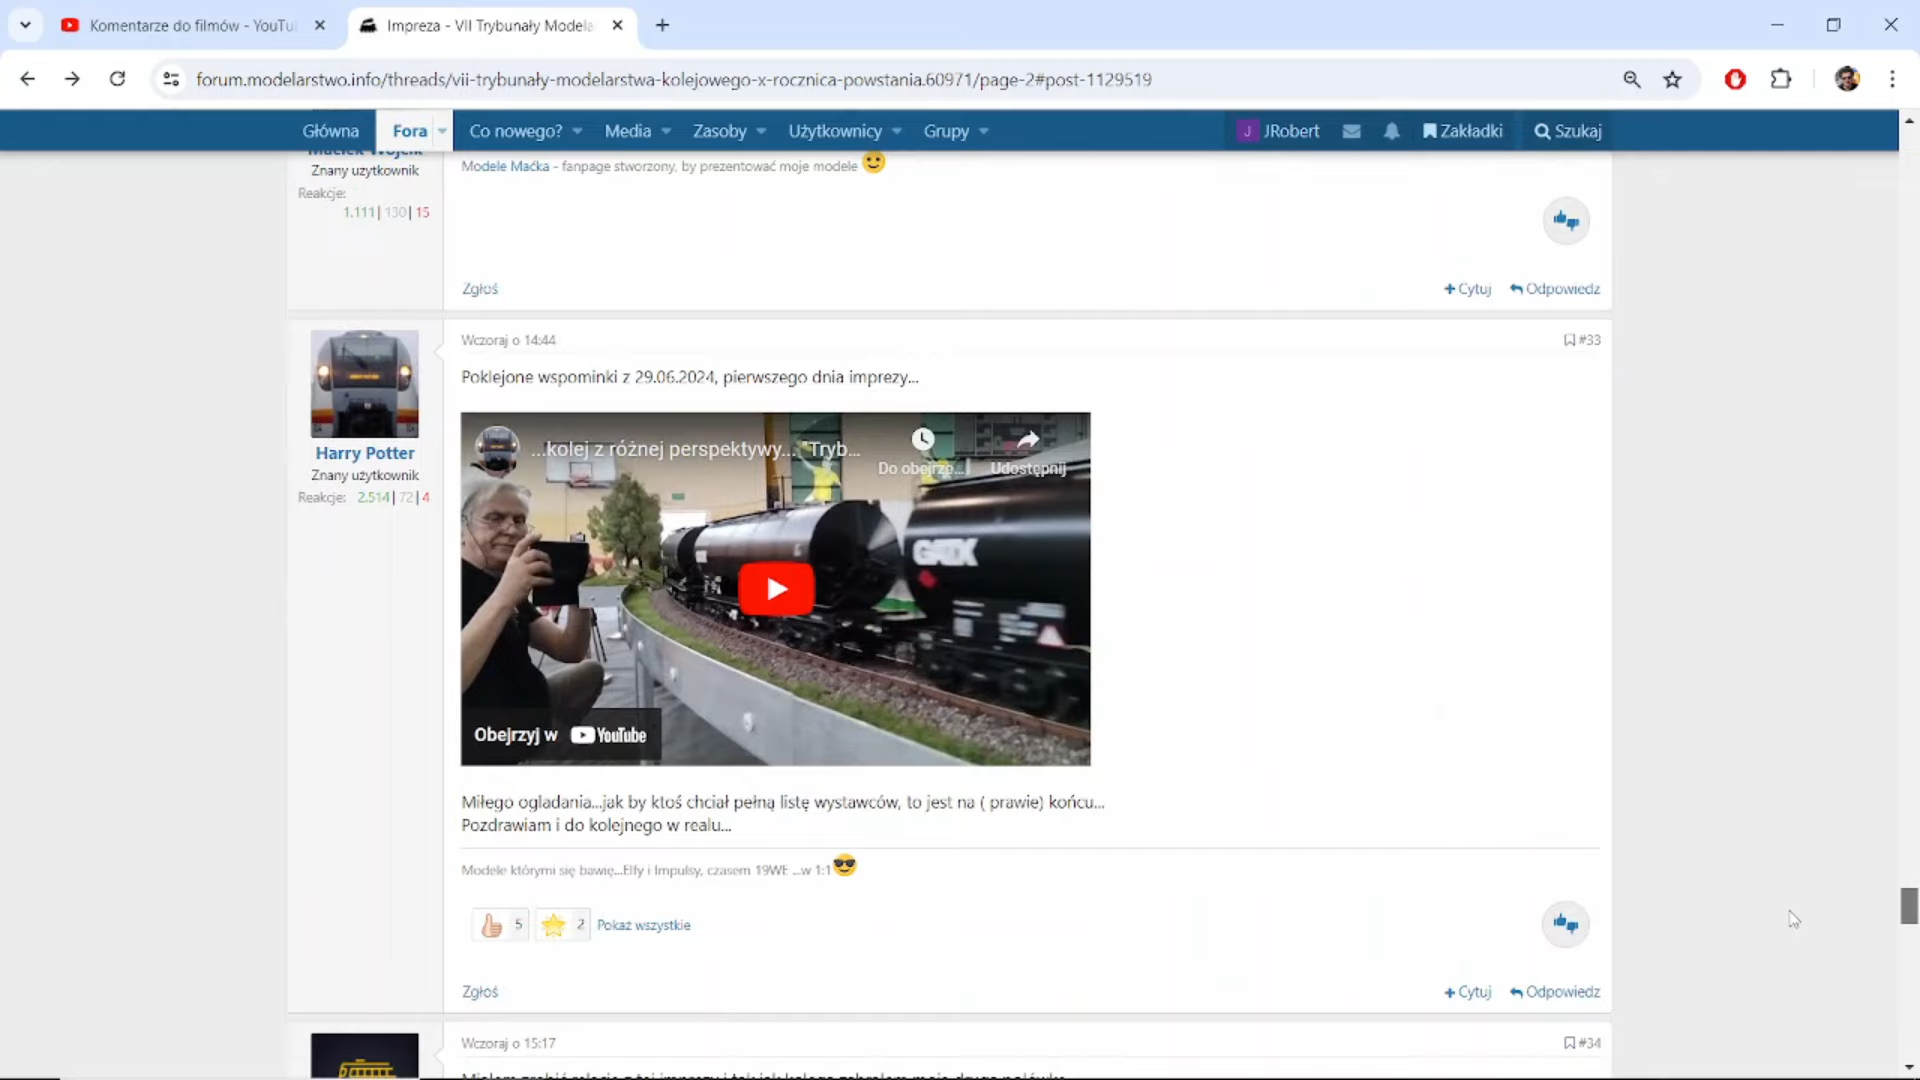 Komentarze do filmów - YouTu
Impreza - VII Trybunały Modela
forum.modelarstwo.info/threads/vii-trybunały-modelarstwa-kolejowego-x-rocznica-powstania.60971/page-2#post-1129519
Główna Fora Co nowego? Media Zasoby Użytkownicy Grupy J JRobert Zakładki Szukaj
Maciek Wójcik
Znany użytkownik
Reakcje:
1.111| 130| 15
Modele Maćka - fanpage stworzony, by prezentować moje modele
Zgłoś + Cytuj Odpowiedz
Wczoraj o 14:44 #33
Harry Potter
Znany użytkownik
Reakcje: 2.514| 72| 4
Poklejone wspominki z 29.06.2024, pierwszego dnia imprezy...
...kolej z różnej perspektywy... "Tryb...
Do obejrze...
Udostępnij
GATX
Obejrzyj w YouTube
Miłego ogladania...jak by ktoś chciał pełną listę wystawców, to jest na ( prawie) końcu...
Pozdrawiam i do kolejnego w realu...
Modele którymi się bawię...Elfy i Impulsy, czasem 19WE ...w 1:1
5 2 Pokaż wszystkie
Zgłoś + Cytuj Odpowiedz
Wczoraj o 15:17 #34